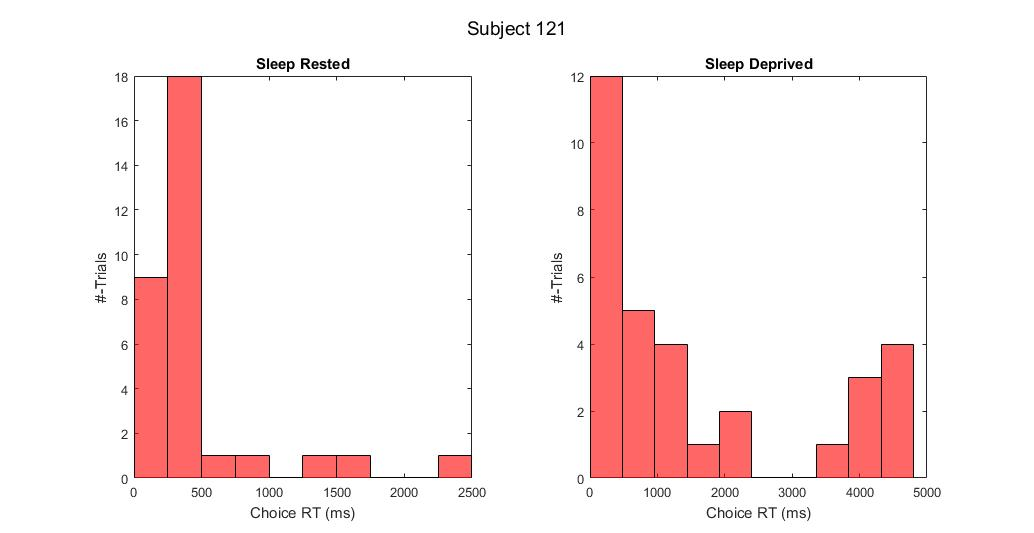 Subject 121
Sleep Rested
18
16
14
12
10
8
6
4
2
0
#-Trials
0 500 1000 1500 2000 2500
Choice RT (ms)
Sleep Deprived
12
10
8
6
4
2
0
#-Trials
0 1000 2000 3000 4000 5000
Choice RT (ms)